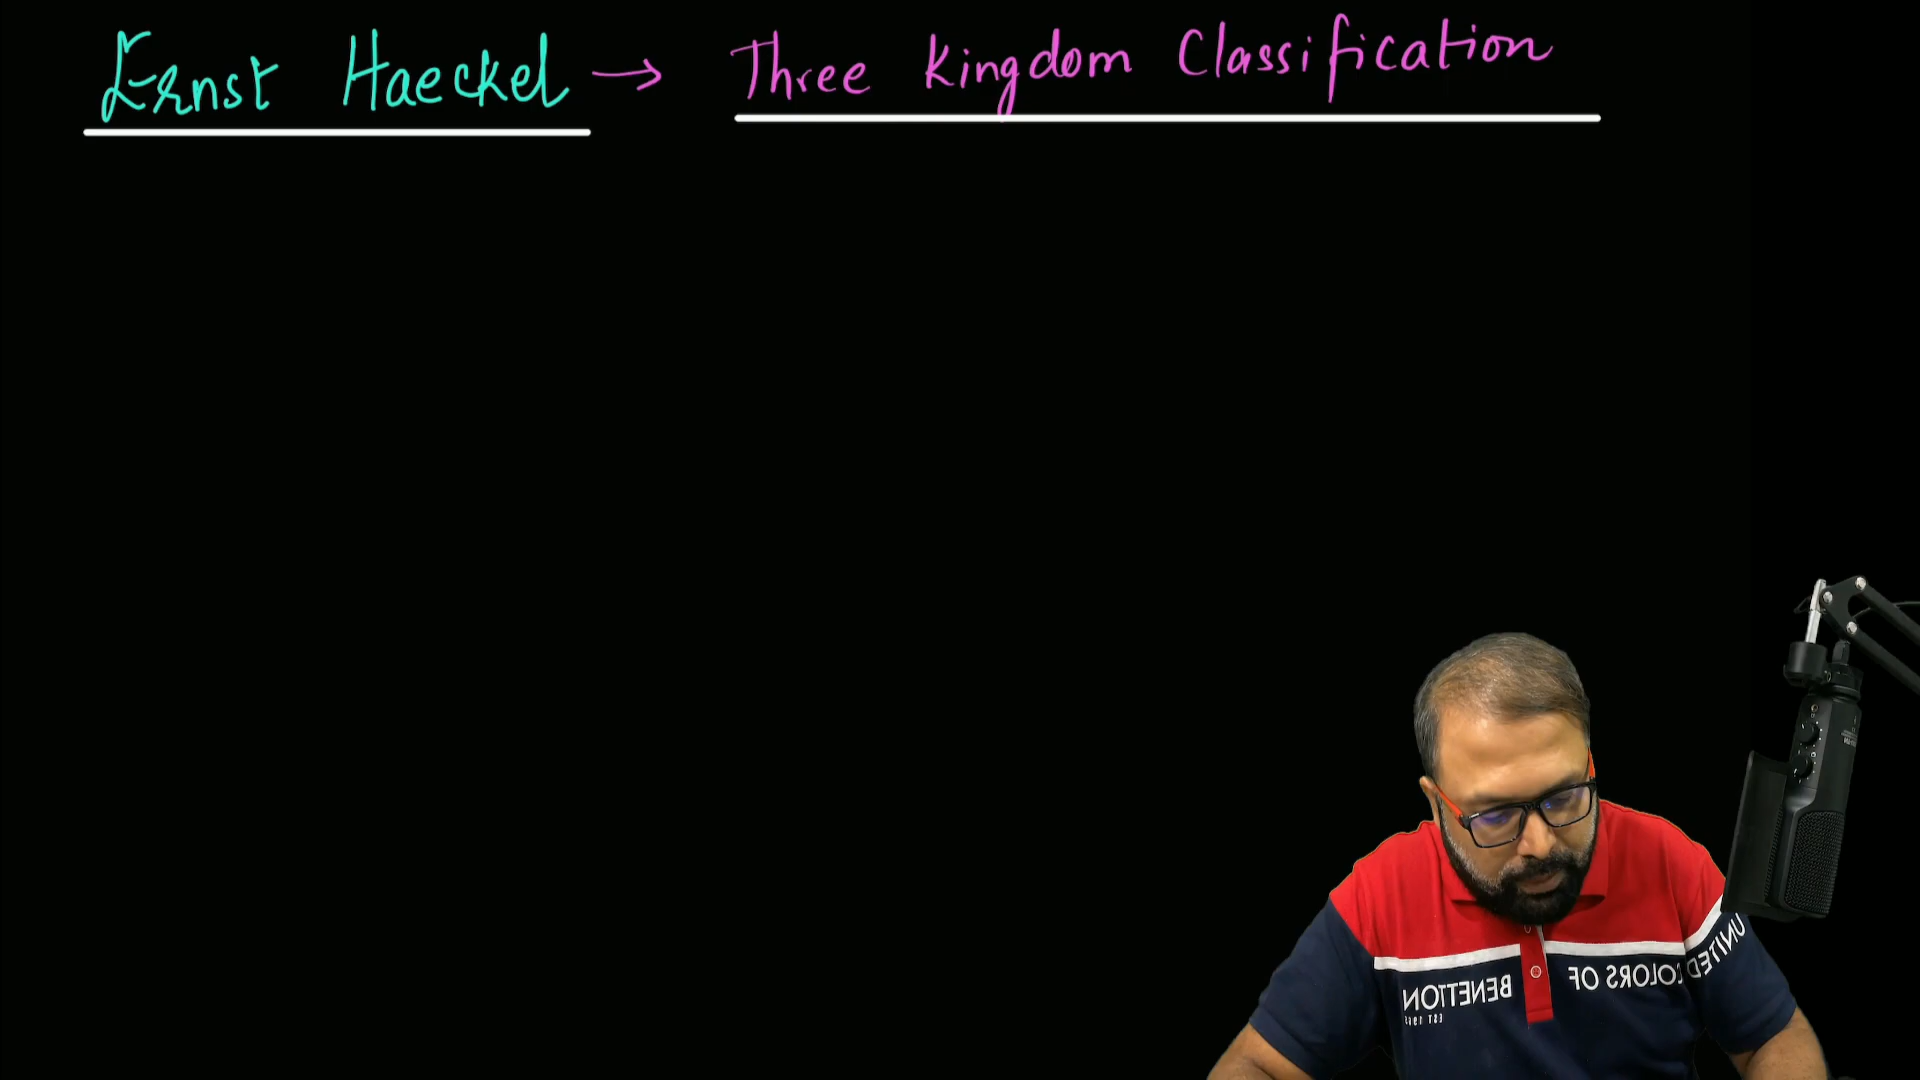 Ernst Haeckel → Three Kingdom Classification
UNITED COLORS OF BENETTON